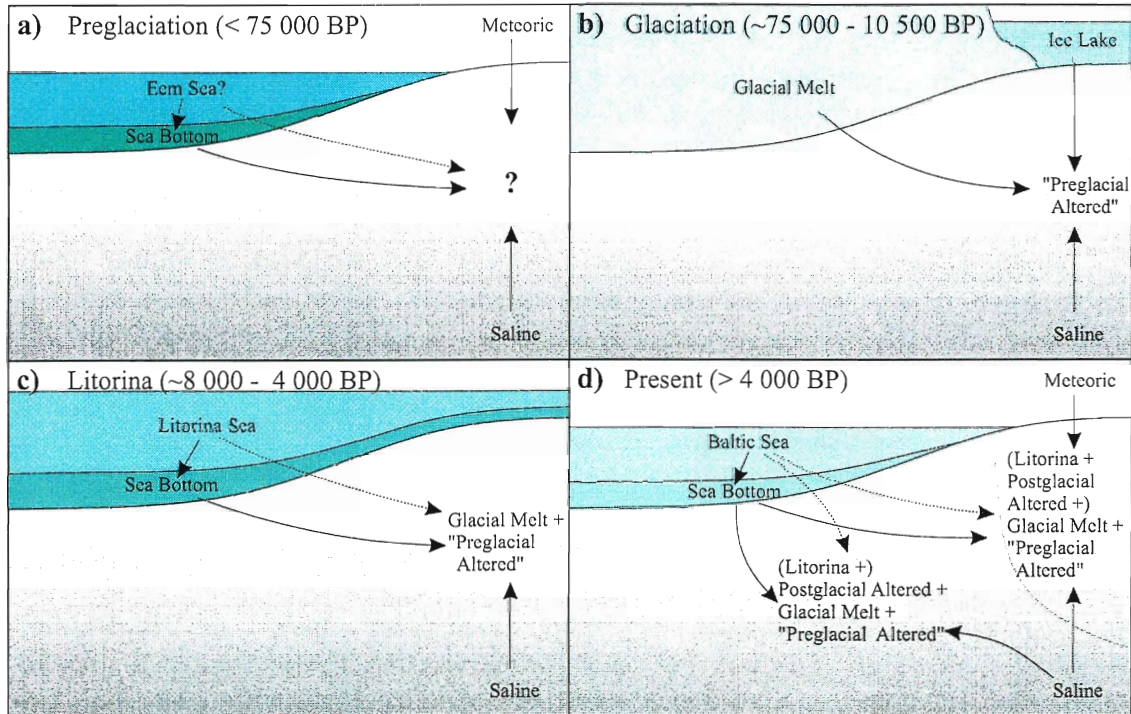 a) Preglaciation (< 75 000 BP)
Meteoric
Eem Sea?
Sea Bottom
?
Saline
b) Glaciation (~75 000 - 10 500 BP)
Ice Lake
Glacial Melt
"Preglacial
Altered"
Saline
c) Litorina (~8 000 - 4 000 BP)
Litorina Sea
Sea Bottom
Glacial Melt +
"Preglacial
Altered"
Saline
d) Present (> 4 000 BP)
Meteoric
Baltic Sea
Sea Bottom
(Litorina +
Postglacial
Altered +)
Glacial Melt +
"Preglacial
Altered"
(Litorina +)
Postglacial Altered +
Glacial Melt +
"Preglacial Altered"
Saline